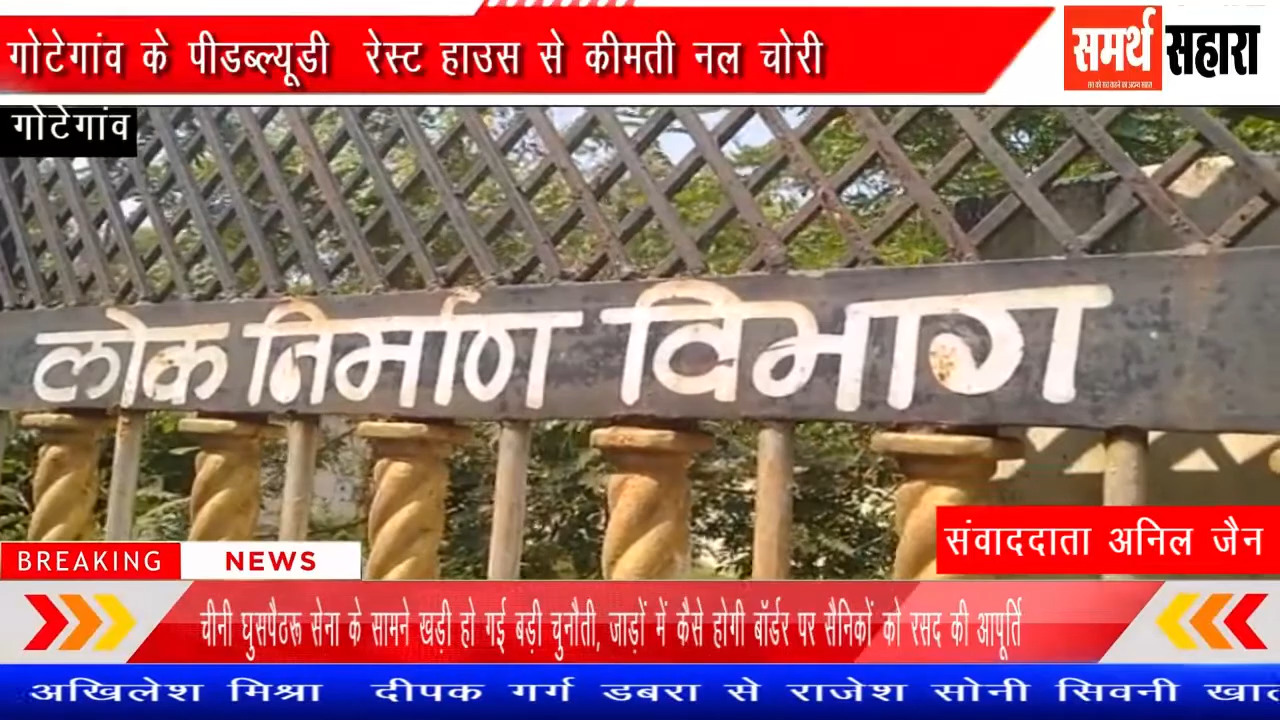 गोटेगांव के पीडब्ल्यूडी रेस्ट हाउस से कीमती नल चोरी
समर्थ सहारा
गोटेगांव
लोक निर्माण विभाग
संवाददाता अनिल जैन
BREAKING NEWS
चीनी घुसपैठरू सेना के सामने खड़ी हो गई बड़ी चुनौती, जाड़ों में कैसे होगी बॉर्डर पर सैनिकों को रसद की आपूर्ति
अखिलेश मिश्रा दीपक गर्ग डबरा से राजेश सोनी सिवनी खा